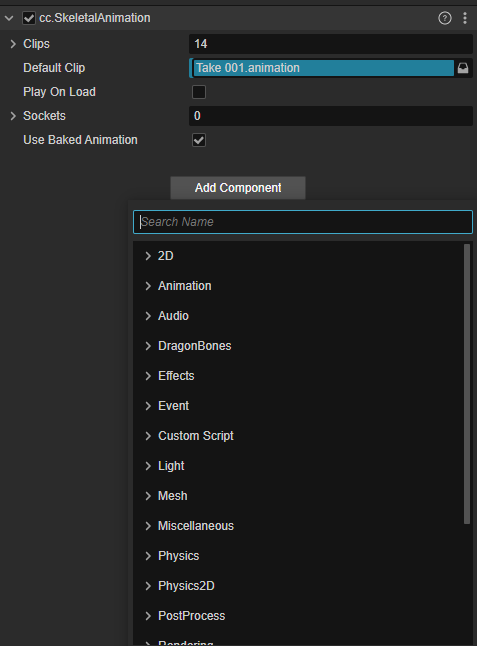 cc.SkeletalAnimation
Clips 14
Default Clip Take 001.animation
Play On Load
Sockets 0
Use Baked Animation
Add Component
Search Name
2D
Animation
Audio
DragonBones
Effects
Event
Custom Script
Light
Mesh
Miscellaneous
Physics
Physics2D
PostProcess
Rendering